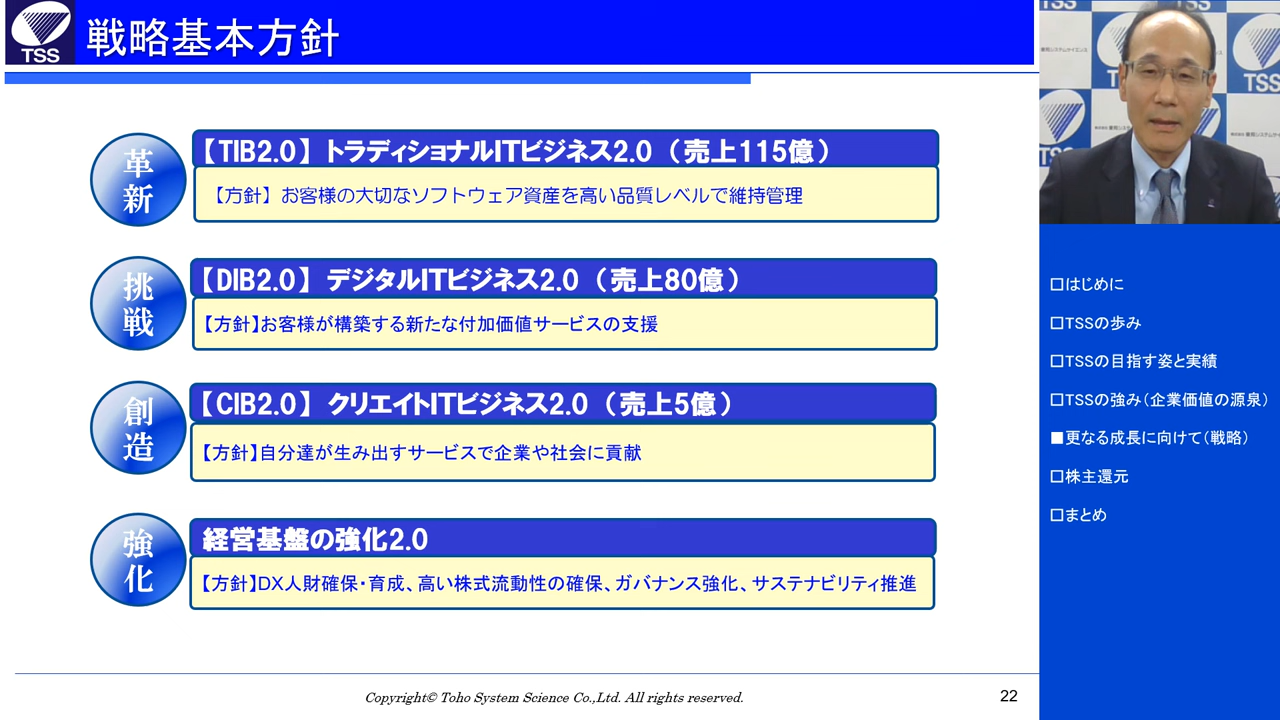 TSS
戦略基本方針
革新
【TIB2.0】 トラディショナルITビジネス2.0 （売上115億）
【方針】お客様の大切なソフトウェア資産を高い品質レベルで維持管理
挑戦
【DIB2.0】 デジタルITビジネス2.0 （売上80億）
【方針】お客様が構築する新たな付加価値サービスの支援
創造
【CIB2.0】 クリエイトITビジネス2.0 （売上5億）
【方針】自分達が生み出すサービスで企業や社会に貢献
強化
経営基盤の強化2.0
【方針】DX人財確保・育成、高い株式流動性の確保、ガバナンス強化、サステナビリティ推進
Copyright© Toho System Science Co.,Ltd. All rights reserved.
22
TSS
TSS
TSS
□はじめに
□TSSの歩み
□TSSの目指す姿と実績
□TSSの強み（企業価値の源泉）
■更なる成長に向けて（戦略）
□株主還元
□まとめ